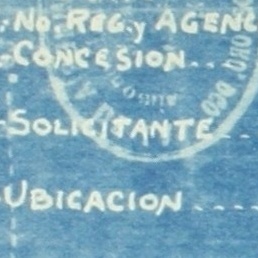 No. REG. y AGENC
CONCESION
SOLICITANTE
UBICACION